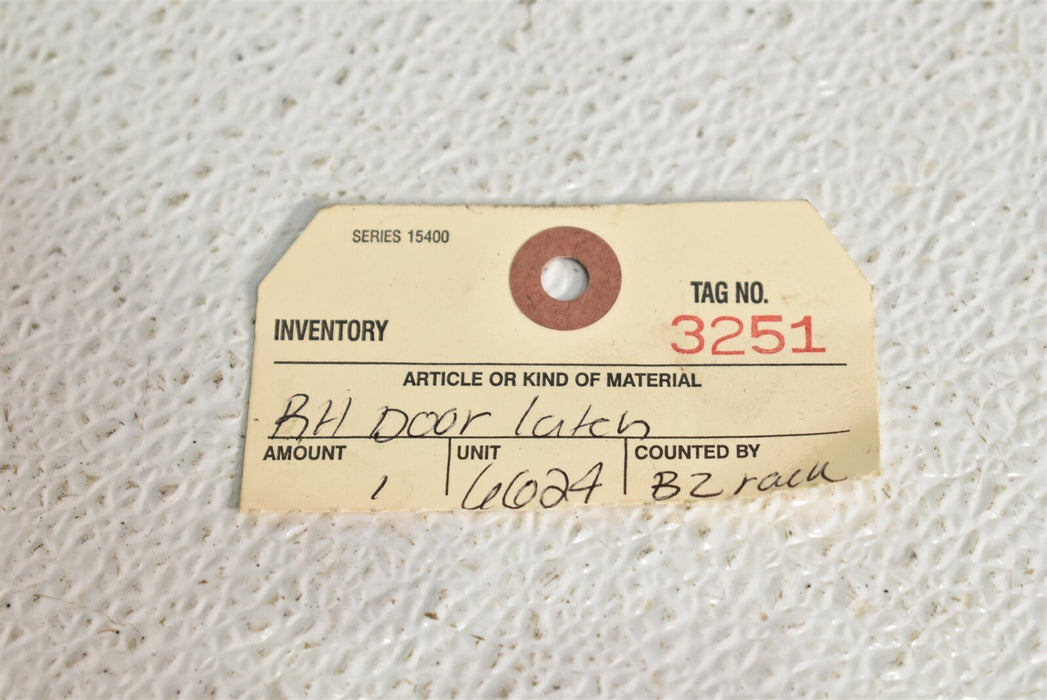 SERIES 15400
TAG NO.
INVENTORY
3251
ARTICLE OR KIND OF MATERIAL
RH Door latch
AMOUNT UNIT COUNTED BY
1 6624 B2 rack